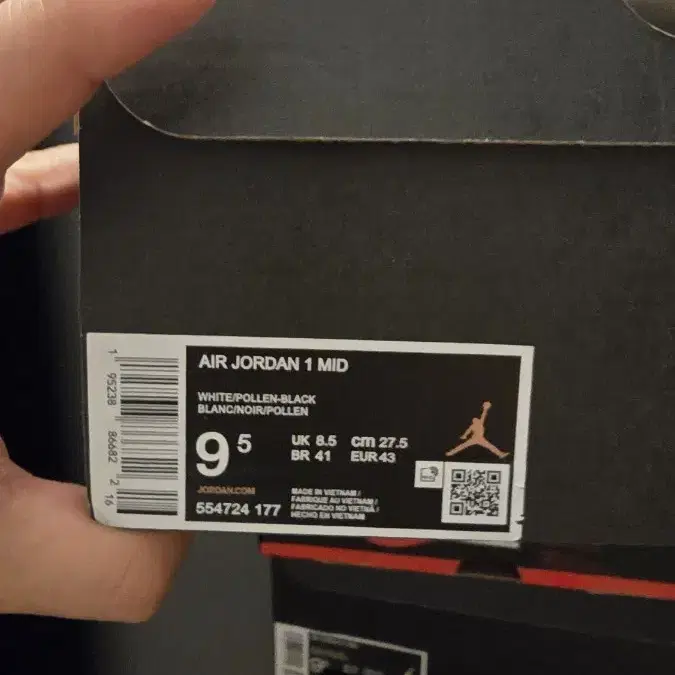 AIR JORDAN 1 MID
WHITE/POLLEN-BLACK
BLANC/NOIR/POLLEN
9 5
UK 8.5 cm 27.5
BR 41 EUR 43
JORDAN.COM
554724 177
MADE IN VIETNAM /
FABRIQUE AU VIETNAM /
FABRICADO NO VIETNÃ /
HECHO EN VIETNAM
1 95238 86682 2 16